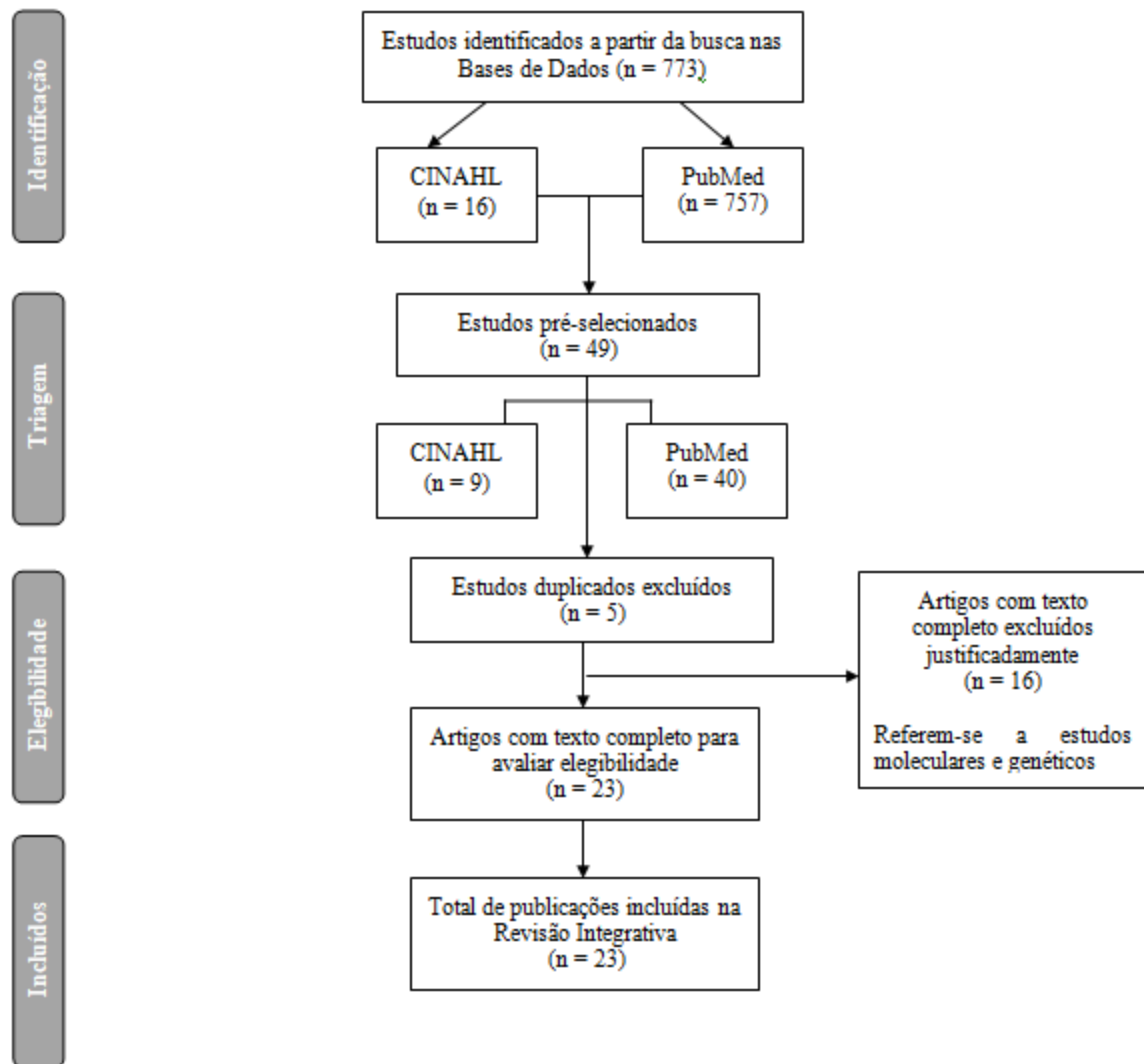 Identificação
Estudos identificados a partir da busca nas
Bases de Dados (n = 773)
CINAHL
(n = 16)
PubMed
(n = 757)
Triagem
Estudos pré-selecionados
(n = 49)
CINAHL
(n = 9)
PubMed
(n = 40)
Elegibilidade
Estudos duplicados excluídos
(n = 5)
Artigos com texto
completo excluídos
justificadamente
(n = 16)
Referem-se a estudos
moleculares e genéticos
Artigos com texto completo para
avaliar elegibilidade
(n = 23)
Incluídos
Total de publicações incluídas na
Revisão Integrativa
(n = 23)